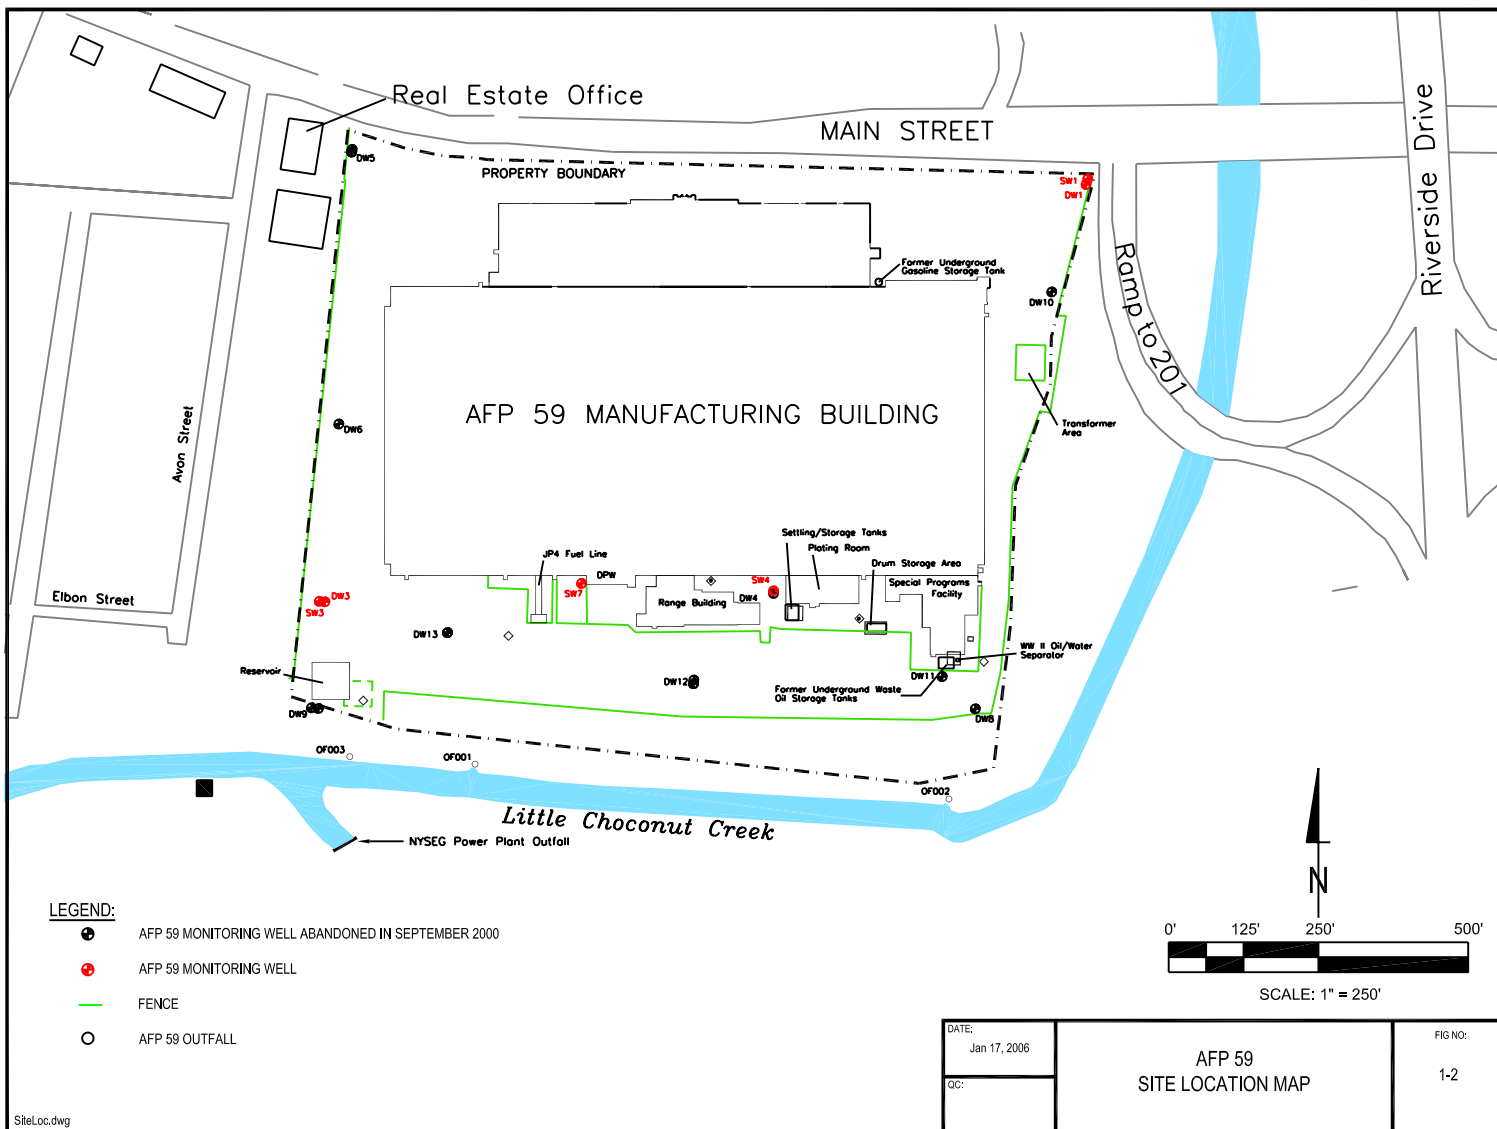 Real Estate Office
MAIN STREET
Riverside Drive
DW5
PROPERTY BOUNDARY
SW1
DW1
Former Underground
Gasoline Storage Tank
DW10
Ramp to 201
AFP 59 MANUFACTURING BUILDING
Transformer
Area
DW6
Avon Street
Settling/Storage Tanks
Plating Room
JP4 Fuel Line
Drum Storage Area
DPW
SW7
SW4
DW4
Special Programs
Facility
Range Building
Elbon Street
DW3
SW3
DW13
WW II Oil/Water
Separator
Reservoir
DW12
DW11
Former Underground Waste
Oil Storage Tanks
DW9
DW8
OF003
OF001
OF002
Little Choconut Creek
NYSEG Power Plant Outfall
N
LEGEND:
AFP 59 MONITORING WELL ABANDONED IN SEPTEMBER 2000
AFP 59 MONITORING WELL
FENCE
AFP 59 OUTFALL
0' 125' 250' 500'
SCALE: 1" = 250'
DATE:
Jan 17, 2006
QC:
AFP 59
SITE LOCATION MAP
FIG NO:
1-2
SiteLoc.dwg